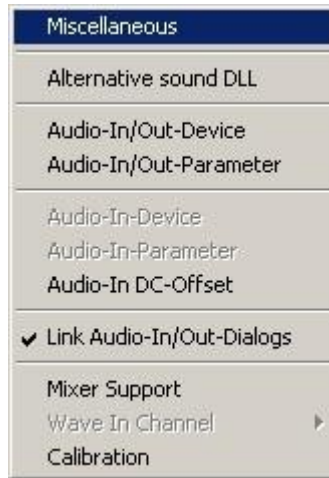 Miscellaneous
Alternative sound DLL
Audio-In/Out-Device
Audio-In/Out-Parameter
Audio-In-Device
Audio-In-Parameter
Audio-In DC-Offset
Link Audio-In/Out-Dialogs
Mixer Support
Wave In Channel
Calibration